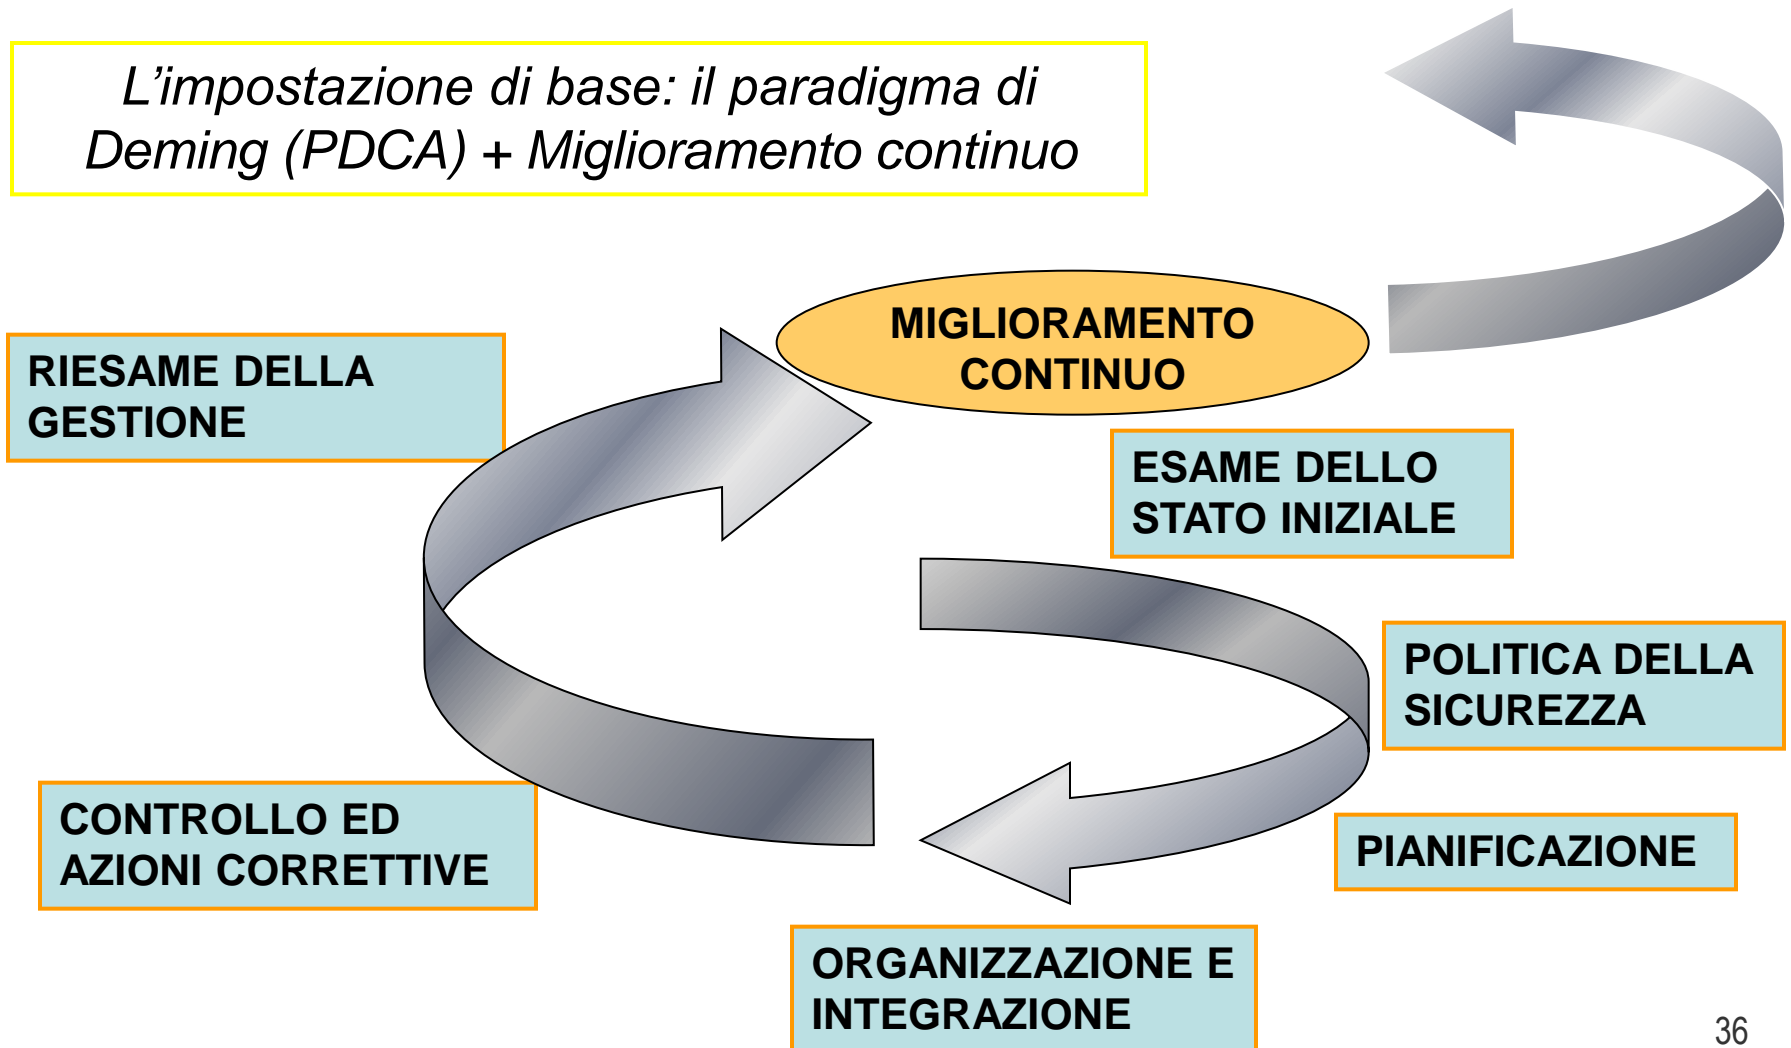 L’impostazione di base: il paradigma di
Deming (PDCA) + Miglioramento continuo
MIGLIORAMENTO
CONTINUO
RIESAME DELLA
GESTIONE
ESAME DELLO
STATO INIZIALE
POLITICA DELLA
SICUREZZA
CONTROLLO ED
AZIONI CORRETTIVE
PIANIFICAZIONE
ORGANIZZAZIONE E
INTEGRAZIONE
36